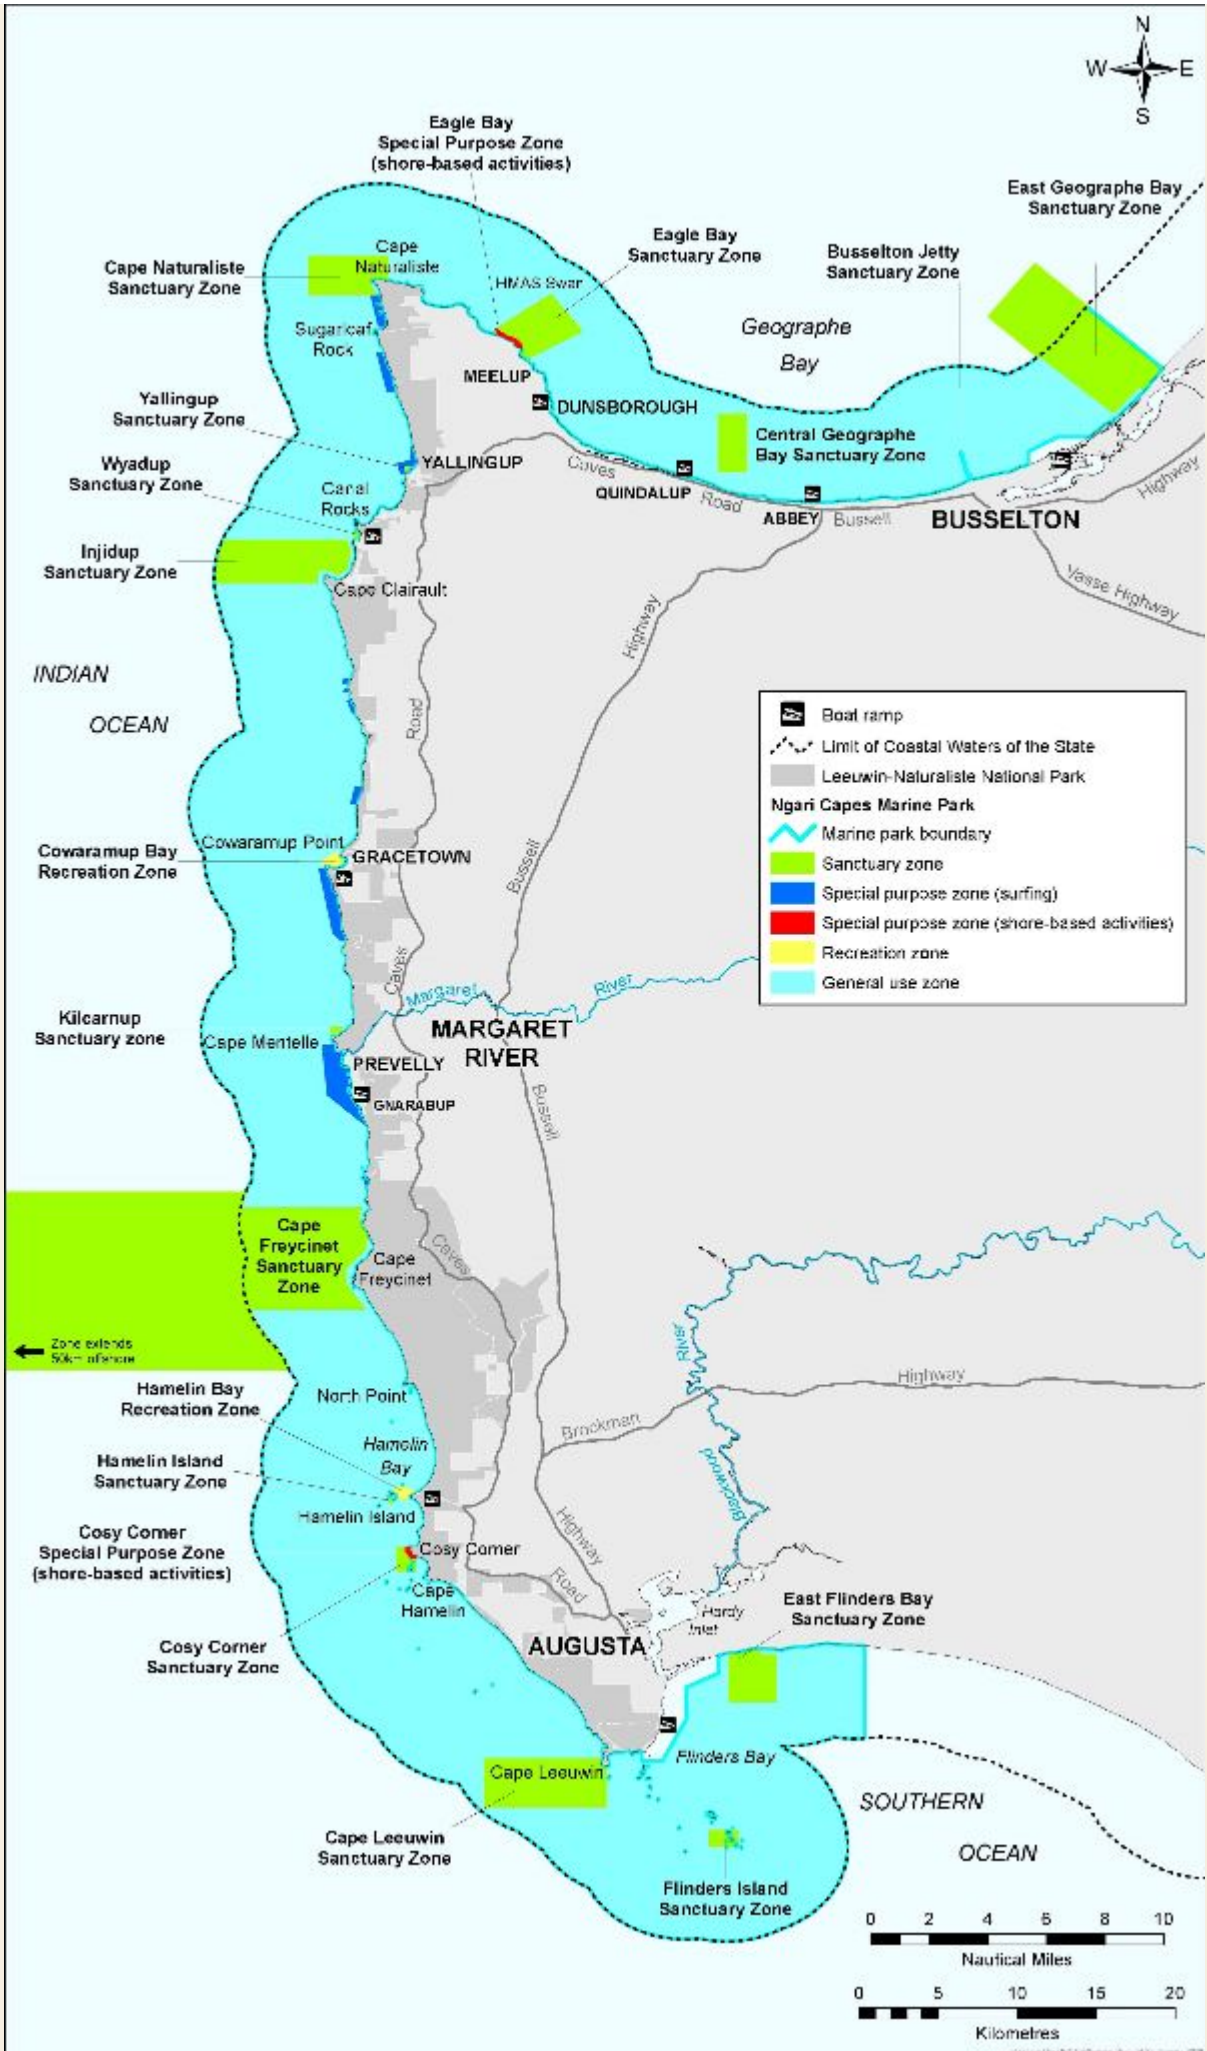 N
W E
S
Eagle Bay
Special Purpose Zone
(shore-based activities)
East Geographe Bay
Sanctuary Zone
Eagle Bay
Sanctuary Zone
Busselton Jetty
Sanctuary Zone
Cape Naturaliste
Sanctuary Zone
Cape
Naturaliste
HMAS Swan
Geographe
Bay
Sugarloaf
Rock
MEELUP
DUNSBOROUGH
Yallingup
Sanctuary Zone
Central Geographe
Bay Sanctuary Zone
Wyadup
Sanctuary Zone
YALLINGUP
Caves
Road
QUINDALUP
Canal
Rocks
ABBEY
Bussell
BUSSELTON
Highway
Injidup
Sanctuary Zone
Cape Clairault
Vasse Highway
Highway
INDIAN
OCEAN
Road
Boat ramp
Limit of Coastal Waters of the State
Leeuwin-Naturaliste National Park
Ngari Capes Marine Park
Marine park boundary
Sanctuary zone
Special purpose zone (surfing)
Special purpose zone (shore-based activities)
Recreation zone
General use zone
Cowaramup Point
Cowaramup Bay
Recreation Zone
GRACETOWN
Bussell
Caves
Margaret
River
Kilcarnup
Sanctuary zone
Cape Mentelle
MARGARET
RIVER
PREVELLY
GNARABUP
Bussell
Cape
Freycinet
Sanctuary
Zone
Cape
Freycinet
Caves
Zone extends
50km offshore
River
Highway
Hamelin Bay
Recreation Zone
North Point
Brockman
Hamelin
Bay
Blackwood
Hamelin Island
Sanctuary Zone
Hamelin Island
Highway
Cosy Corner
Special Purpose Zone
(shore-based activities)
Cosy Corner
Road
Cape
Hamelin
East Flinders Bay
Sanctuary Zone
Hardy
Inlet
Cosy Corner
Sanctuary Zone
AUGUSTA
Flinders Bay
Cape Leeuwin
SOUTHERN
OCEAN
Cape Leeuwin
Sanctuary Zone
Flinders Island
Sanctuary Zone
0 2 4 6 8 10
Nautical Miles
0 5 10 15 20
Kilometres